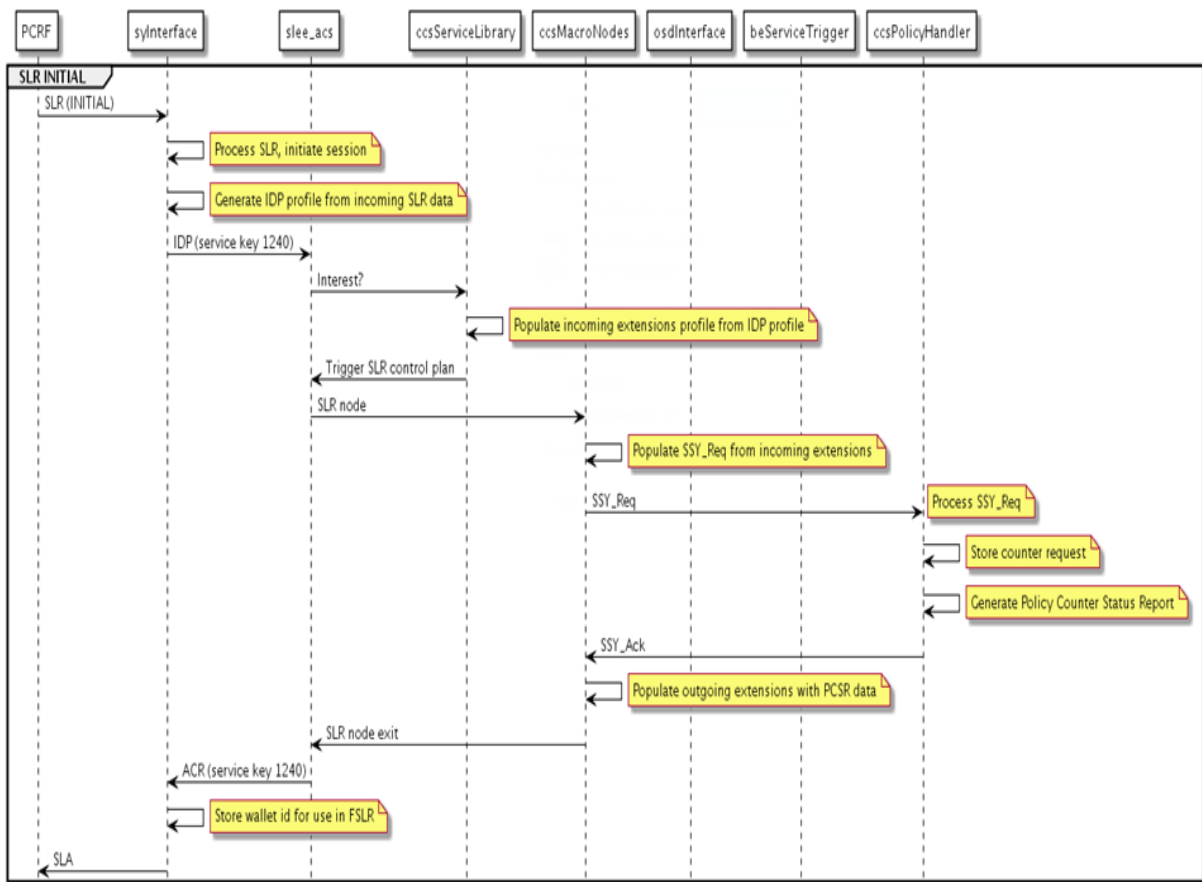 PCRF
syInterface
slee_acs
ccsServiceLibrary
ccsMacroNodes
osdInterface
beServiceTrigger
ccsPolicyHandler
SLR INITIAL
SLR (INITIAL)
Process SLR, initiate session
Generate IDP profile from incoming SLR data
IDP (service key 1240)
Interest?
Populate incoming extensions profile from IDP profile
Trigger SLR control plan
SLR node
Populate SSY_Req from incoming extensions
SSY_Req
Process SSY_Req
Store counter request
Generate Policy Counter Status Report
SSY_Ack
Populate outgoing extensions with PCSR data
SLR node exit
ACR (service key 1240)
Store wallet id for use in FSLR
SLA